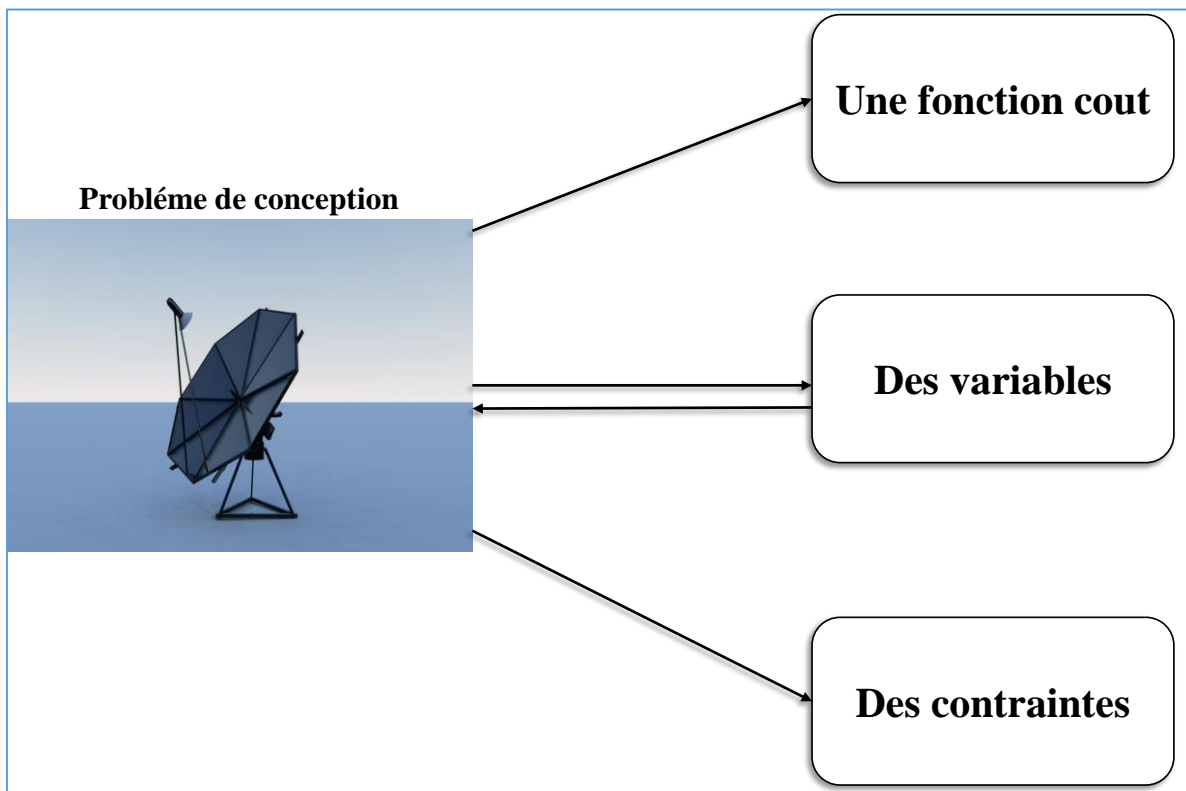 Une fonction cout
Probléme de conception
Des variables
Des contraintes